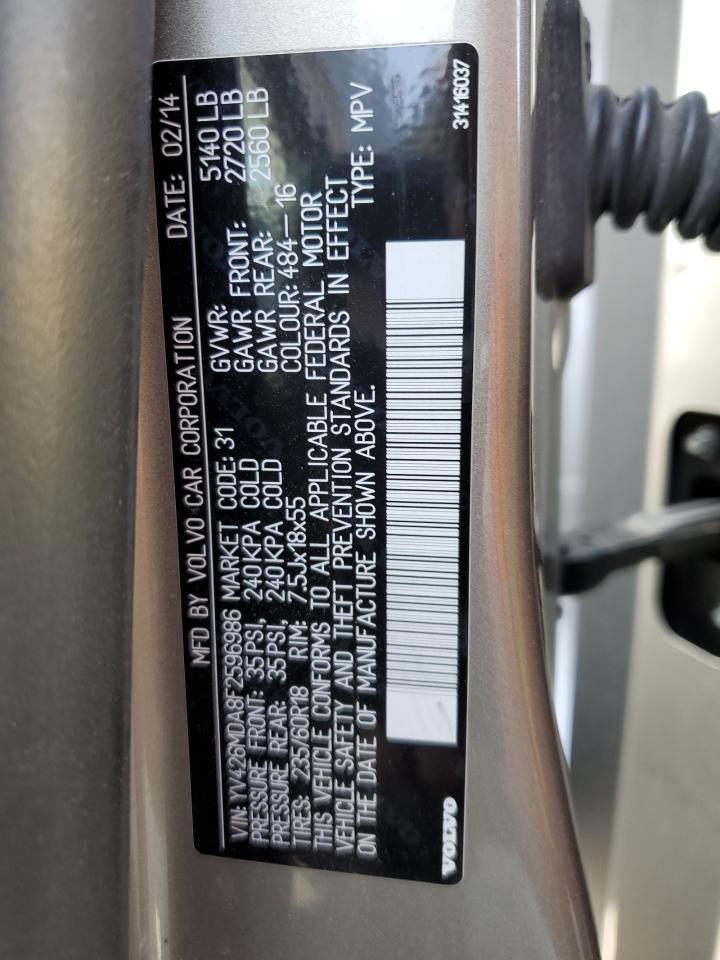 MFD BY VOLVO CAR CORPORATION DATE: 02/14
VIN: YV426MDA8F2596986 MARKET CODE: 31 GVWR: 5140 LB
PRESSURE FRONT: 35PSI, 240KPA COLD GAWR FRONT: 2720 LB
PRESSURE REAR: 35PSI, 240KPA COLD GAWR REAR: 2560 LB
TIRES: 235/60R18 RIM: 7.5Jx18x55 COLOUR: 484-16
THIS VEHICLE CONFORMS TO ALL APPLICABLE FEDERAL MOTOR
VEHICLE SAFETY AND THEFT PREVENTION STANDARDS IN EFFECT
ON THE DATE OF MANUFACTURE SHOWN ABOVE. TYPE: MPV
VOLVO 31416037